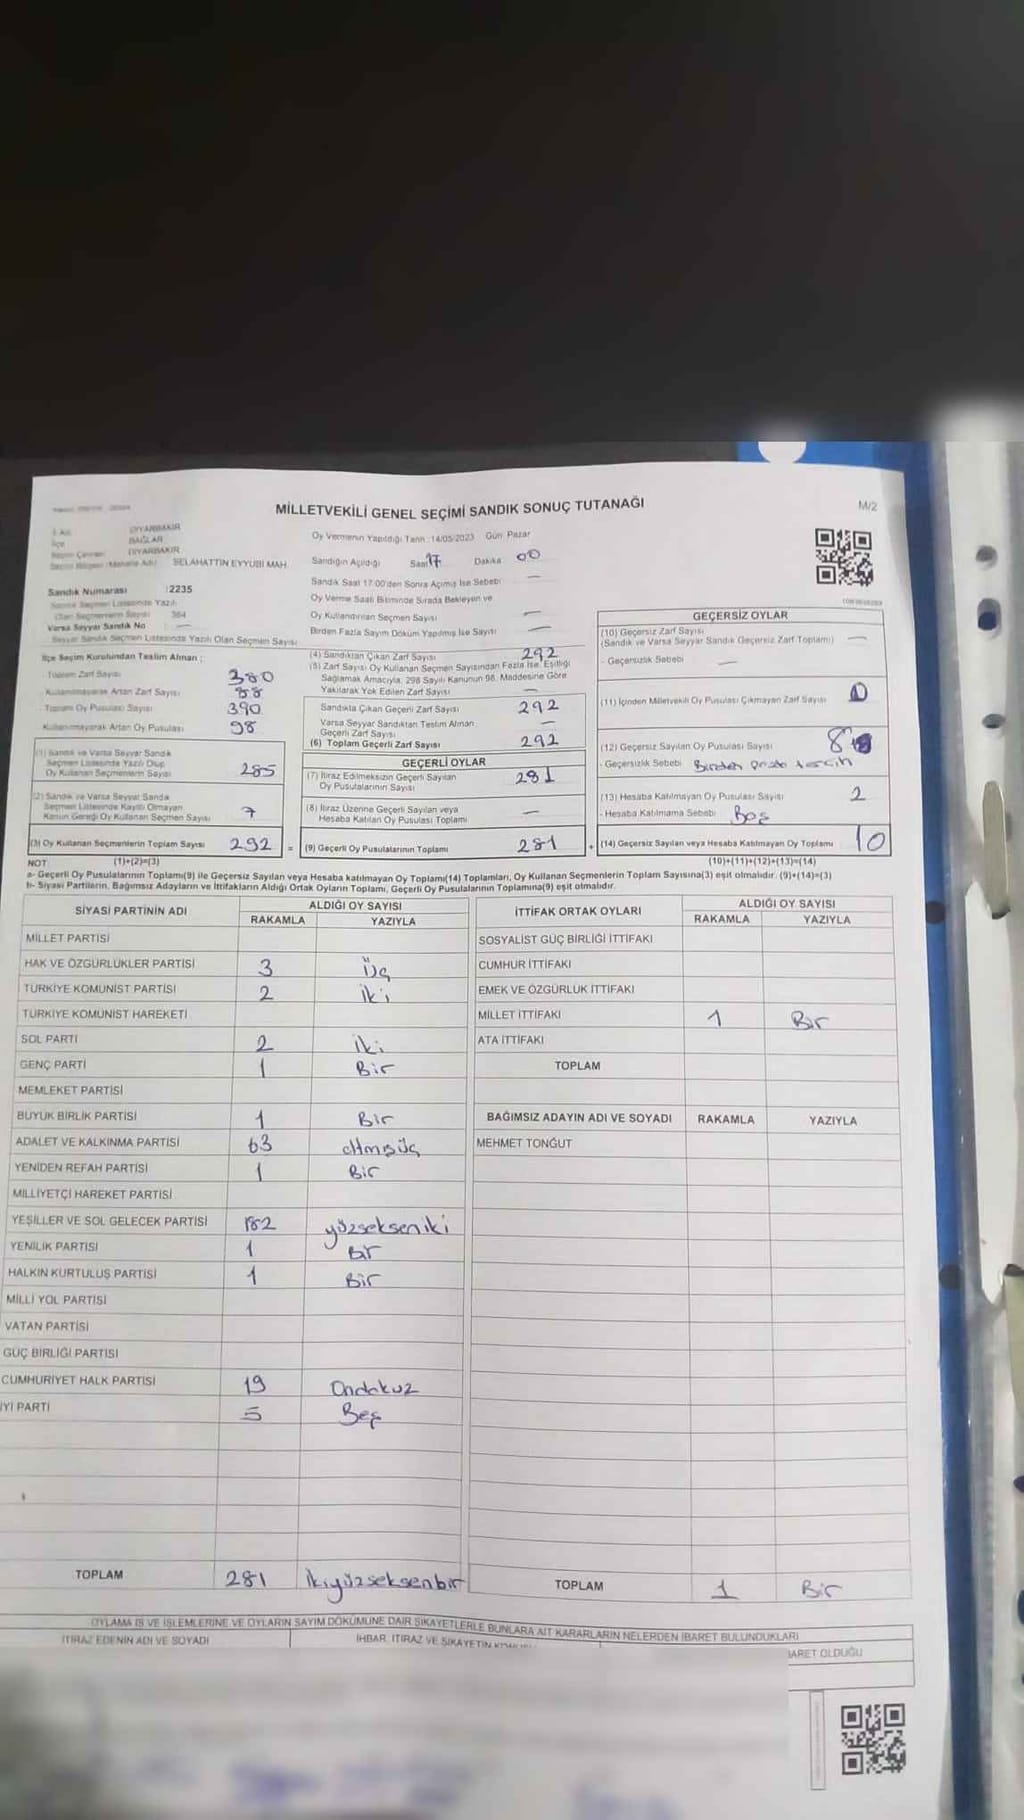 MİLLETVEKİLİ GENEL SEÇİMİ SANDIK SONUÇ TUTANAĞI
M/2
DİYARBAKIR
İlçe BAĞLAR
Seçim Çevresi DİYARBAKIR
SELAHATTİN EYYUBİ MAH.
Sandık Numarası :2235
Olan Seçmenlerin Sayısı 364
Varsa Seyyar Sandık No —
Seyyar Sandık Seçmen Listesinde Yazılı Olan Seçmen Sayısı
İlçe Seçim Kurulundan Teslim Alınan ;
Toplam Zarf Sayısı 380
Kullanılmayarak Artan Zarf Sayısı 88
Toplam Oy Pusulası Sayısı 390
Kullanılmayarak Artan Oy Pusulası 98
(1) Sandık ve Varsa Seyyar Sandık
Seçmen Listesinde Yazılı Olup
Oy Kullanan Seçmenlerin Sayısı 285
(2) Sandık ve Varsa Seyyar Sandık
Seçmen Listesinde Kayıtlı Olmayan
Kanun Gereği Oy Kullanan Seçmen Sayısı 7
(3) Oy Kullanan Seçmenlerin Toplam Sayısı 292 =
Oy Vermenin Yapıldığı Tarih :14/05/2023 Gün Pazar
Sandığın Açıldığı Saat 17 Dakika 00
Sandık Saat 17:00'den Sonra Açılmış İse Sebebi —
Oy Verme Saati Bitiminde Sırada Bekleyen ve
Oy Kullandırılan Seçmen Sayısı —
Birden Fazla Sayım Döküm Yapılmış İse Sayısı —
(4) Sandıktan Çıkan Zarf Sayısı 292
(5) Zarf Sayısı Oy Kullanan Seçmen Sayısından Fazla İse, Eşitliği
Sağlamak Amacıyla, 298 Sayılı Kanunun 98. Maddesine Göre
Yakılarak Yok Edilen Zarf Sayısı —
Sandıkta Çıkan Geçerli Zarf Sayısı 292
Varsa Seyyar Sandıktan Teslim Alınan
Geçerli Zarf Sayısı —
(6) Toplam Geçerli Zarf Sayısı 292
GEÇERLİ OYLAR
(7) İtiraz Edilmeksizin Geçerli Sayılan
Oy Pusulalarının Sayısı 281
(8) İtiraz Üzerine Geçerli Sayılan veya
Hesaba Katılan Oy Pusulası Toplamı —
(9) Geçerli Oy Pusulalarının Toplamı 281 +
GEÇERSİZ OYLAR
(10) Geçersiz Zarf Sayısı
(Sandık ve Varsa Seyyar Sandık Geçersiz Zarf Toplamı) —
- Geçersizlik Sebebi —
(11) İçinden Milletvekili Oy Pusulası Çıkmayan Zarf Sayısı
(12) Geçersiz Sayılan Oy Pusulası Sayısı 8
- Geçersizlik Sebebi Birden tercih
(13) Hesaba Katılmayan Oy Pusulası Sayısı 2
- Hesaba Katılmama Sebebi Boş
(14) Geçersiz Sayılan veya Hesaba Katılmayan Oy Toplamı 10
NOT (1)+(2)=(3) (10)+(11)+(12)+(13)=(14)
a- Geçerli Oy Pusulalarının Toplamı(9) ile Geçersiz Sayılan veya Hesaba katılmayan Oy Toplamı(14) Toplamları, Oy Kullanan Seçmenlerin Toplam Sayısına(3) eşit olmalıdır. (9)+(14)=(3)
b- Siyasi Partilerin, Bağımsız Adayların ve İttifakların Aldığı Ortak Oyların Toplamı, Geçerli Oy Pusulalarının Toplamına(9) eşit olmalıdır.
SİYASİ PARTİNİN ADI ALDIĞI OY SAYISI
RAKAMLA YAZIYLA
MİLLET PARTİSİ
HAK VE ÖZGÜRLÜKLER PARTİSİ 3 Üç
TÜRKİYE KOMÜNİST PARTİSİ 2 iki
TÜRKİYE KOMÜNİST HAREKETİ
SOL PARTİ 2 iki
GENÇ PARTİ 1 Bir
MEMLEKET PARTİSİ
BÜYÜK BİRLİK PARTİSİ 1 Bir
ADALET VE KALKINMA PARTİSİ 63 altmışüç
YENİDEN REFAH PARTİSİ 1 Bir
MİLLİYETÇİ HAREKET PARTİSİ
YEŞİLLER VE SOL GELECEK PARTİSİ 182 yüzsekseniki
YENİLİK PARTİSİ 1 Bir
HALKIN KURTULUŞ PARTİSİ 1 Bir
MİLLİ YOL PARTİSİ
VATAN PARTİSİ
GÜÇ BİRLİĞİ PARTİSİ
CUMHURİYET HALK PARTİSİ 19 Ondokuz
İYİ PARTİ 5 Beş
TOPLAM 281 İkiyüzseksenbir
İTTİFAK ORTAK OYLARI ALDIĞI OY SAYISI
RAKAMLA YAZIYLA
SOSYALİST GÜÇ BİRLİĞİ İTTİFAKI
CUMHUR İTTİFAKI
EMEK VE ÖZGÜRLÜK İTTİFAKI
MİLLET İTTİFAKI 1 Bir
ATA İTTİFAKI
TOPLAM
BAĞIMSIZ ADAYIN ADI VE SOYADI RAKAMLA YAZIYLA
MEHMET TONĞUT
TOPLAM 1 Bir
OYLAMA İŞ VE İŞLEMLERİNE VE OYLARIN SAYIM DÖKÜMÜNE DAİR ŞİKAYETLERLE BUNLARA AİT KARARLARIN NELERDEN İBARET BULUNDUKLARI
İTİRAZ EDENİN ADI VE SOYADI İHBAR, İTİRAZ VE ŞİKAYETİN BARET OLDUĞU